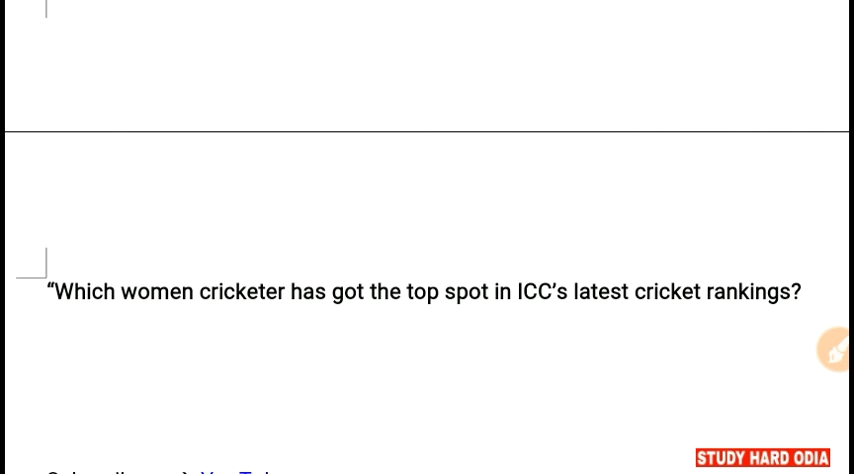 “Which women cricketer has got the top spot in ICC’s latest cricket rankings?
STUDY HARD ODIA